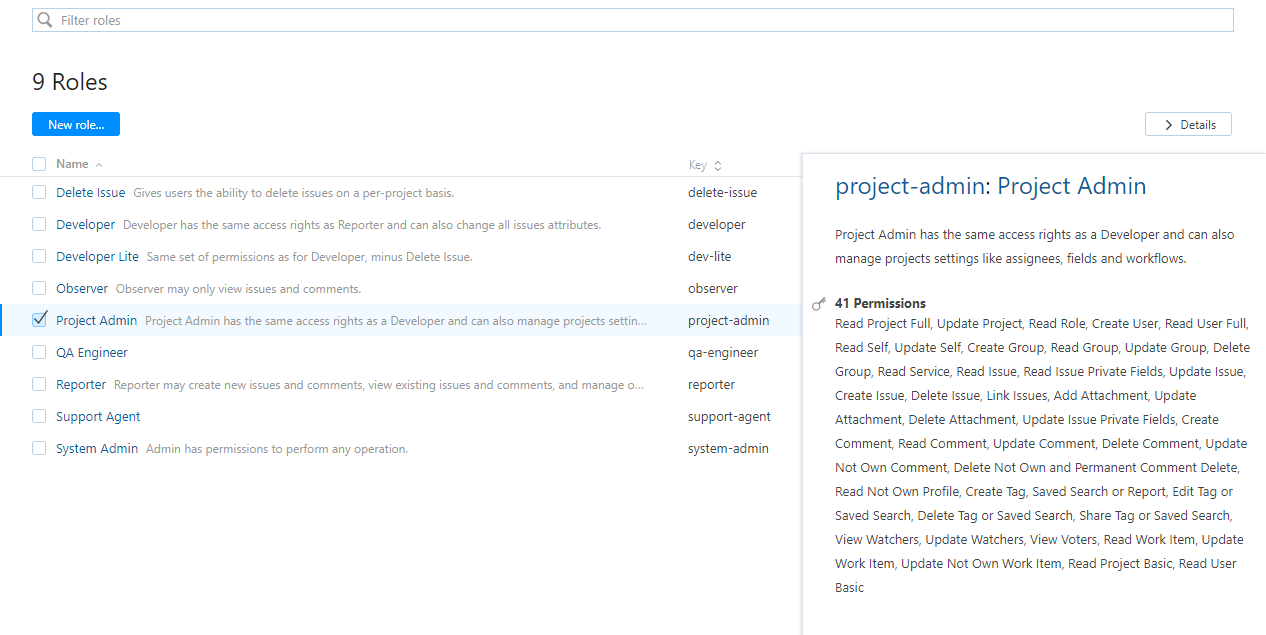 Filter roles
9 Roles
New role...
Details
Name
Key
Delete Issue Gives users the ability to delete issues on a per-project basis.
delete-issue
Developer Developer has the same access rights as Reporter and can also change all issues attributes.
developer
Developer Lite Same set of permissions as for Developer, minus Delete Issue.
dev-lite
Observer Observer may only view issues and comments.
observer
Project Admin Project Admin has the same access rights as a Developer and can also manage projects settin...
project-admin
QA Engineer
qa-engineer
Reporter Reporter may create new issues and comments, view existing issues and comments, and manage o...
reporter
Support Agent
support-agent
System Admin Admin has permissions to perform any operation.
system-admin
project-admin: Project Admin
Project Admin has the same access rights as a Developer and can also
manage projects settings like assignees, fields and workflows.
41 Permissions
Read Project Full, Update Project, Read Role, Create User, Read User Full,
Read Self, Update Self, Create Group, Read Group, Update Group, Delete
Group, Read Service, Read Issue, Read Issue Private Fields, Update Issue,
Create Issue, Delete Issue, Link Issues, Add Attachment, Update
Attachment, Delete Attachment, Update Issue Private Fields, Create
Comment, Read Comment, Update Comment, Delete Comment, Update
Not Own Comment, Delete Not Own and Permanent Comment Delete,
Read Not Own Profile, Create Tag, Saved Search or Report, Edit Tag or
Saved Search, Delete Tag or Saved Search, Share Tag or Saved Search,
View Watchers, Update Watchers, View Voters, Read Work Item, Update
Work Item, Update Not Own Work Item, Read Project Basic, Read User
Basic